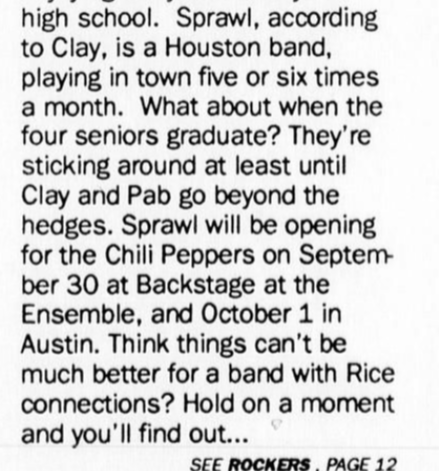 high school. Sprawl, according
to Clay, is a Houston band,
playing in town five or six times
a month. What about when the
four seniors graduate? They're
sticking around at least until
Clay and Pab go beyond the
hedges. Sprawl will be opening
for the Chili Peppers on Septem-
ber 30 at Backstage at the
Ensemble, and October 1 in
Austin. Think things can't be
much better for a band with Rice
connections? Hold on a moment
and you'll find out...
SEE ROCKERS, PAGE 12